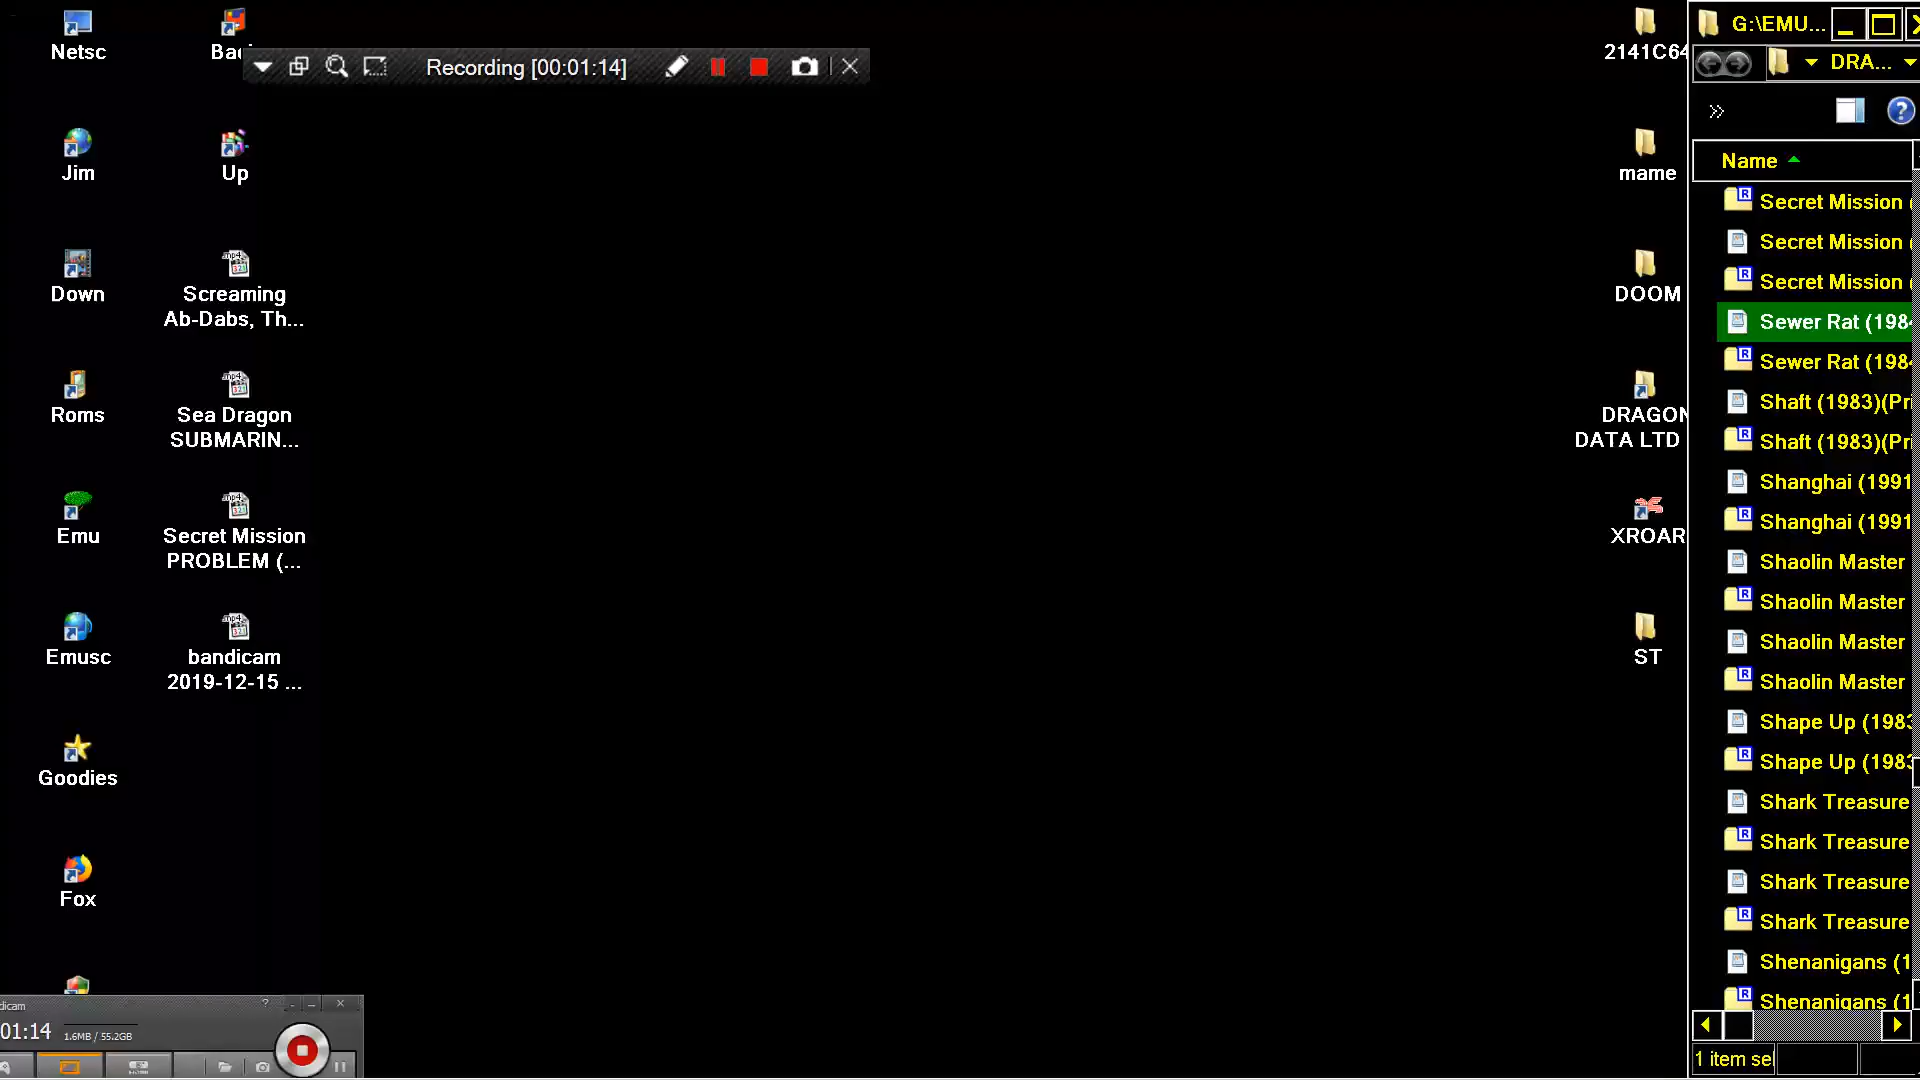 Netsc
Jim
Up
Down
Screaming
Ab-Dabs, Th...
Roms
Sea Dragon
SUBMARIN...
Emu
Secret Mission
PROBLEM (...
Emusc
bandicam
2019-12-15 ...
Goodies
Fox
Recording [00:01:14]
dicam
01:14
1.6MB / 55.2GB
2141C64
mame
DOOM
DRAGON
DATA LTD
XROAR
ST
G:\EMU...
DRA...
Name
Secret Mission
Secret Mission
Secret Mission
Sewer Rat (198
Sewer Rat (198
Shaft (1983)(Pr
Shaft (1983)(Pr
Shanghai (1991
Shanghai (1991
Shaolin Master
Shaolin Master
Shaolin Master
Shaolin Master
Shape Up (1983
Shape Up (1983
Shark Treasure
Shark Treasure
Shark Treasure
Shark Treasure
Shenanigans (1
Shenanigans (1
1 item se